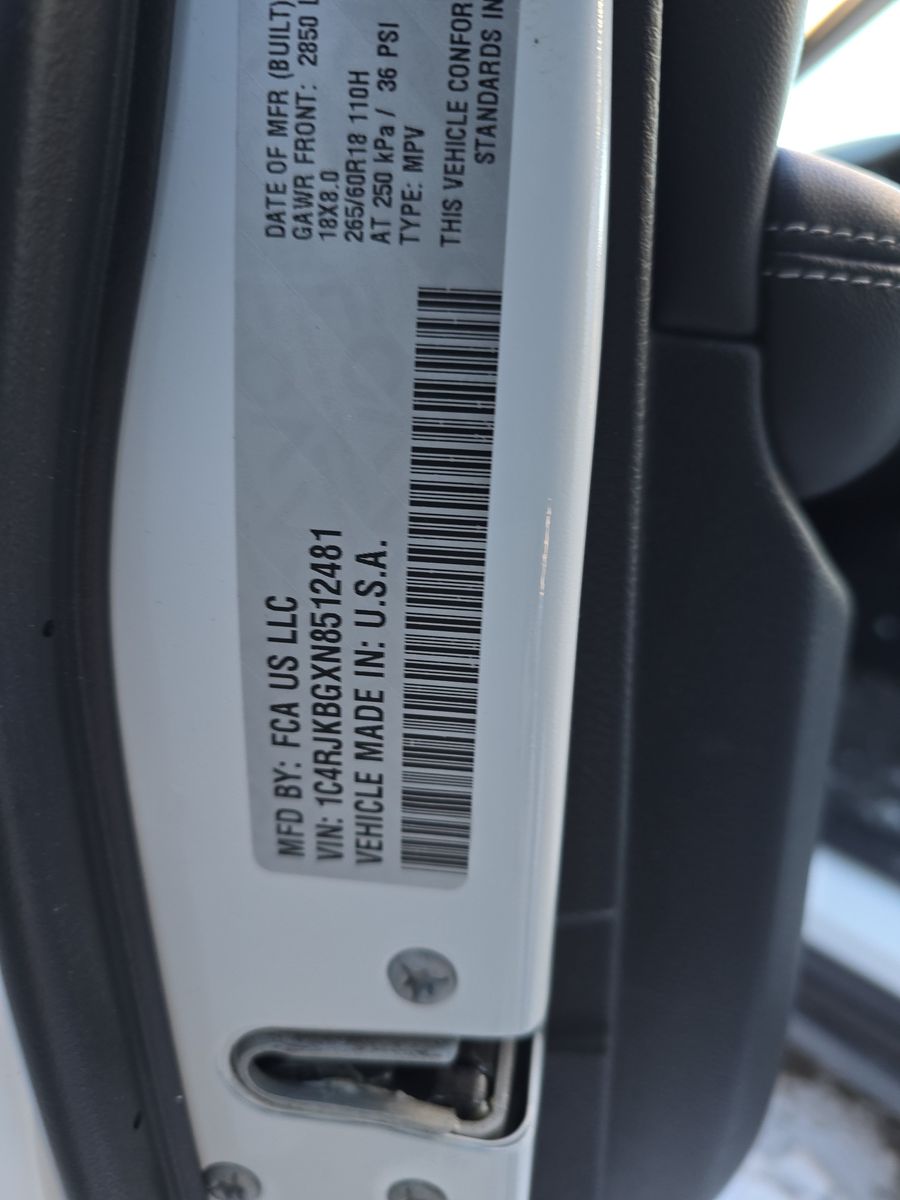 MFD BY: FCA US LLC
VIN: 1C4RJKBGXN8512481
VEHICLE MADE IN: U.S.A.
DATE OF MFR (BUILT)
GAWR FRONT: 2850 L
18X8.0
265/60R18 110H
AT 250 kPa / 36 PSI
TYPE: MPV
THIS VEHICLE CONFOR
STANDARDS IN